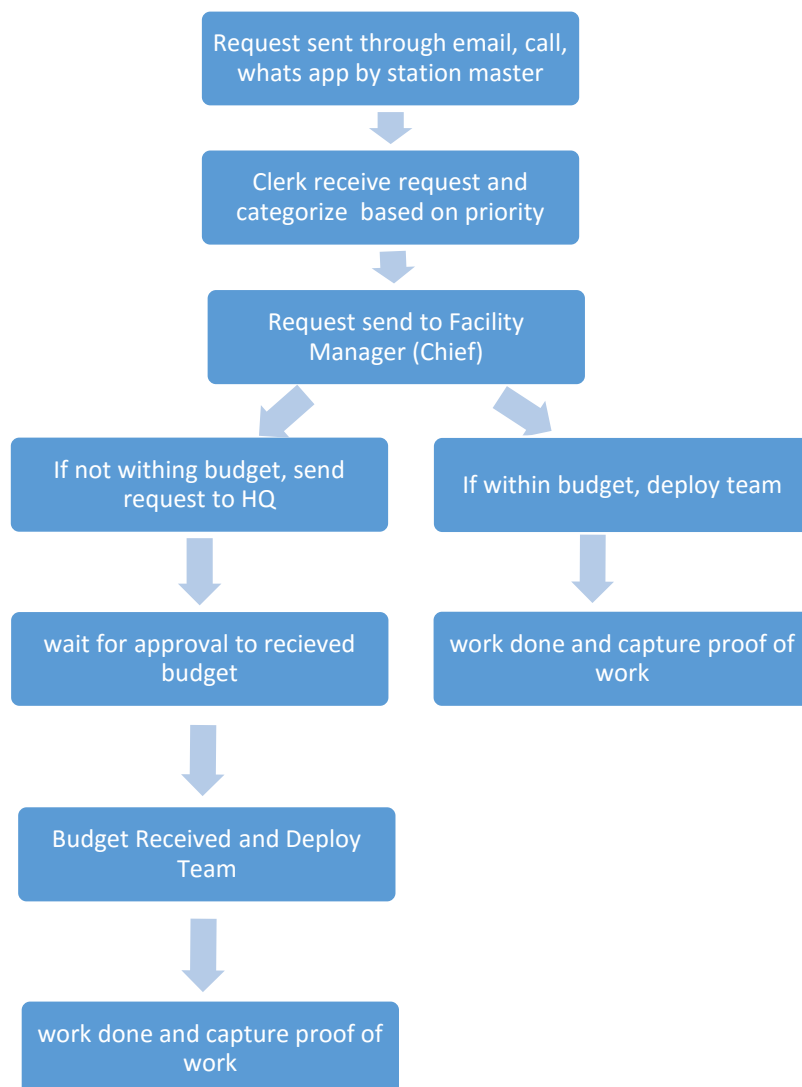 Request sent through email, call,
whats app by station master
Clerk receive request and
categorize  based on priority
Request send to Facility
Manager (Chief)
If not withing budget, send
request to HQ
If within budget, deploy team
wait for approval to recieved
budget
work done and capture proof of
work
Budget Received and Deploy
Team
work done and capture proof of
work